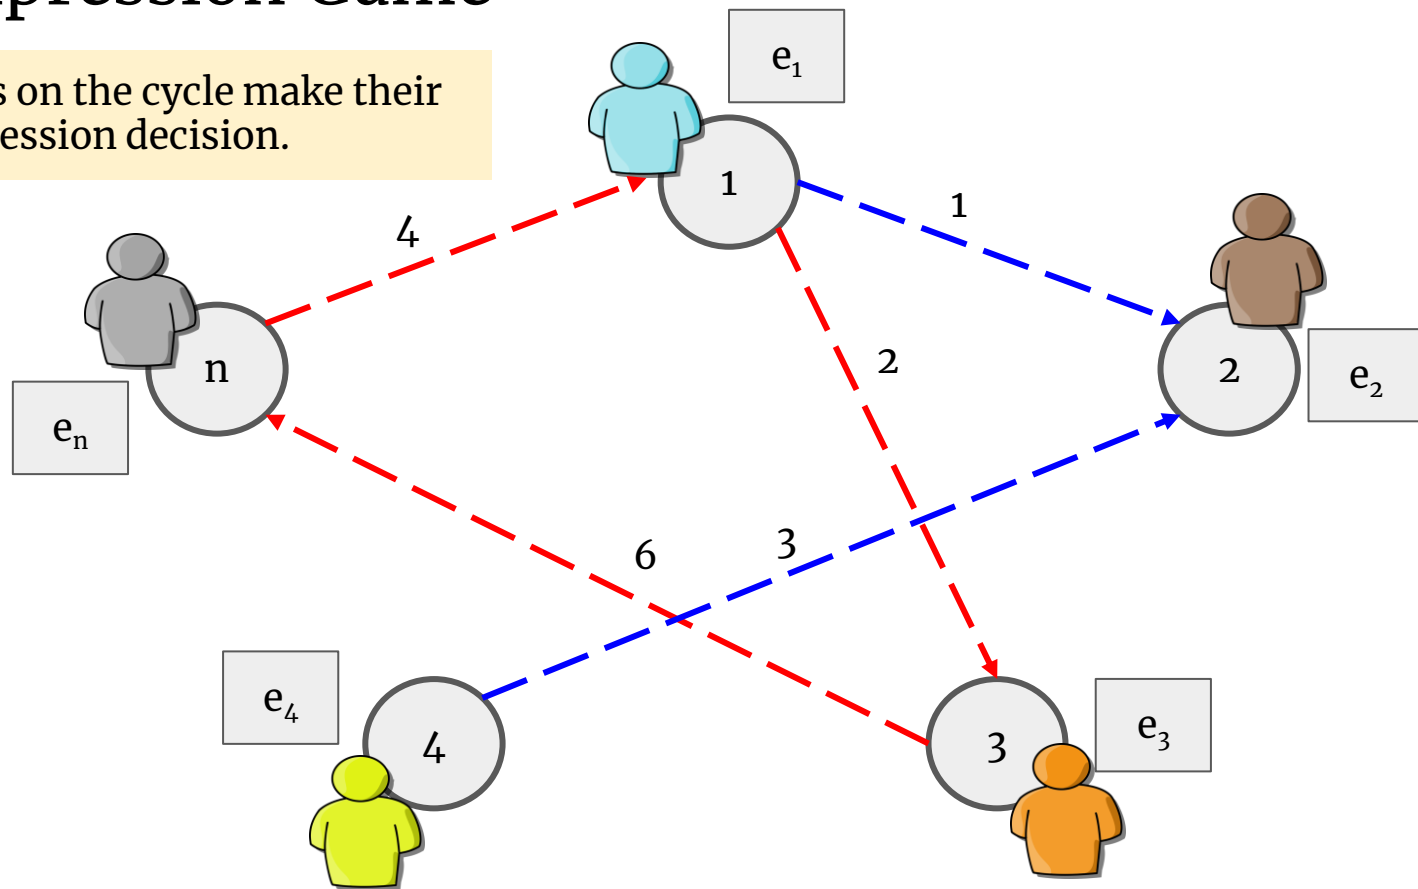 s on the cycle make their
ession decision.
e₁
1
1
4
2
e₂
n
2
eₙ
6
3
e₄
4
3
e₃